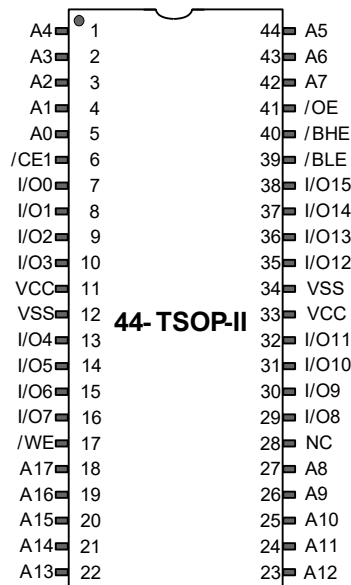 A4 1 44 A5
A3 2 43 A6
A2 3 42 A7
A1 4 41 /OE
A0 5 40 /BHE
/CE1 6 39 /BLE
I/O0 7 38 I/O15
I/O1 8 37 I/O14
I/O2 9 36 I/O13
I/O3 10 35 I/O12
VCC 11 34 VSS
VSS 12 33 VCC
44-TSOP-II
I/O4 13 32 I/O11
I/O5 14 31 I/O10
I/O6 15 30 I/O9
I/O7 16 29 I/O8
/WE 17 28 NC
A17 18 27 A8
A16 19 26 A9
A15 20 25 A10
A14 21 24 A11
A13 22 23 A12